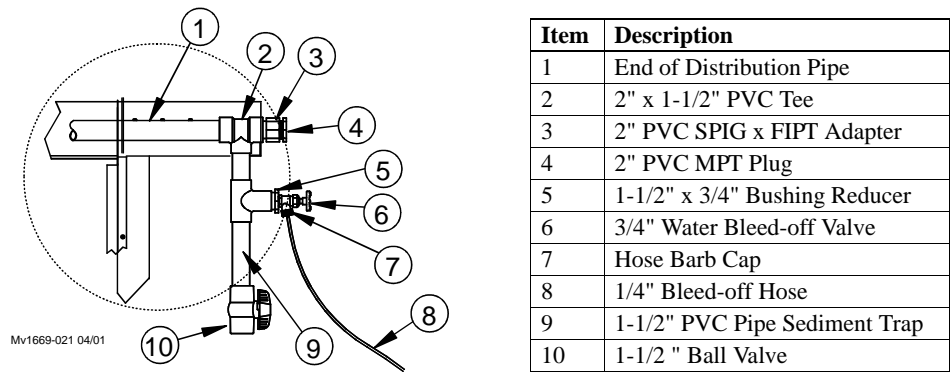 1
2
3
4
5
6
7
8
9
10
Mv1669-021 04/01
Item Description
1 End of Distribution Pipe
2 2" x 1-1/2" PVC Tee
3 2" PVC SPIG x FIPT Adapter
4 2" PVC MPT Plug
5 1-1/2" x 3/4" Bushing Reducer
6 3/4" Water Bleed-off Valve
7 Hose Barb Cap
8 1/4" Bleed-off Hose
9 1-1/2" PVC Pipe Sediment Trap
10 1-1/2 " Ball Valve